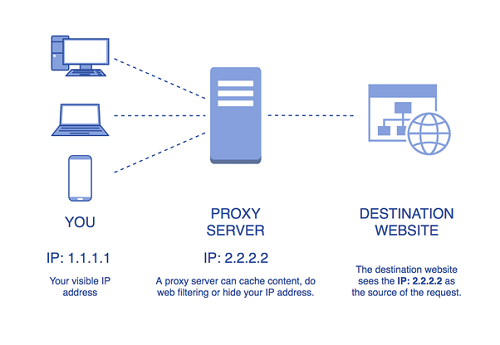 YOU
IP: 1.1.1.1
Your visible IP
address
PROXY
SERVER
IP: 2.2.2.2
A proxy server can cache content, do
web filtering or hide your IP address.
DESTINATION
WEBSITE
The destination website
sees the IP: 2.2.2.2 as
the source of the request.